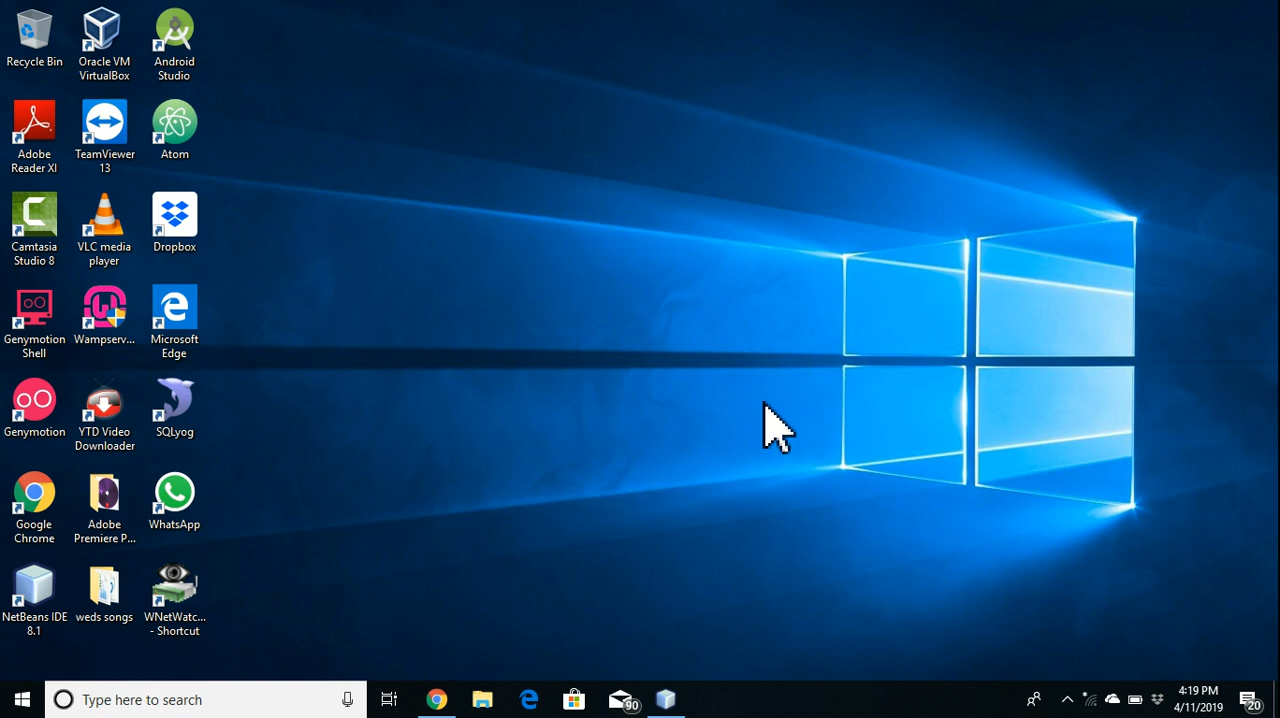 Recycle Bin
Oracle VM
VirtualBox
Android
Studio
Adobe
Reader XI
TeamViewer
13
Atom
Camtasia
Studio 8
VLC media
player
Dropbox
Genymotion
Shell
Wampserv...
Microsoft
Edge
Genymotion
YTD Video
Downloader
SQLyog
Google
Chrome
Adobe
Premiere P...
WhatsApp
NetBeans IDE
8.1
weds songs
WNetWatc...
- Shortcut
Type here to search
90
4:19 PM
4/11/2019
20